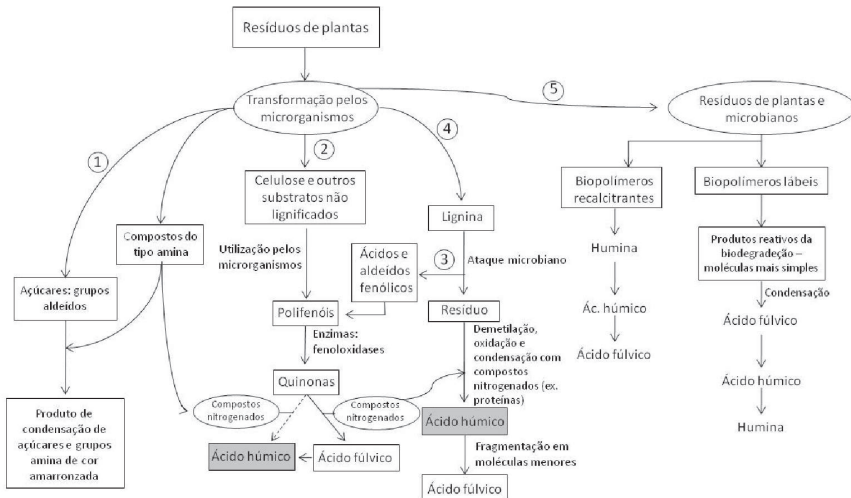 Resíduos de plantas
Transformação pelos
microrganismos
5
Resíduos de plantas e
microbianos
1
2
4
Celulose e outros
substratos não
lignificados
Lignina
Biopolímeros
recalcitrantes
Biopolímeros lábeis
Compostos do
tipo amina
Utilização pelos
microrganismos
Ácidos e
aldeídos
fenólicos
3
Ataque microbiano
Humina
Produtos reativos da
biodegradeção –
moléculas mais simples
Açúcares: grupos
aldeídos
Polifenóis
Resíduo
Ác. húmico
Condensação
Ácido fúlvico
Enzimas:
fenoloxidases
Demetilação,
oxidação e
condensação com
compostos
nitrogenados (ex.
proteínas)
Ácido fúlvico
Ácido húmico
Humina
Quinonas
Compostos
nitrogenados
Compostos
nitrogenados
Produto de
condensação de
açúcares e grupos
amina de cor
amarronzada
Ácido húmico
Ácido fúlvico
Ácido húmico
Fragmentação em
moléculas menores
Ácido fúlvico